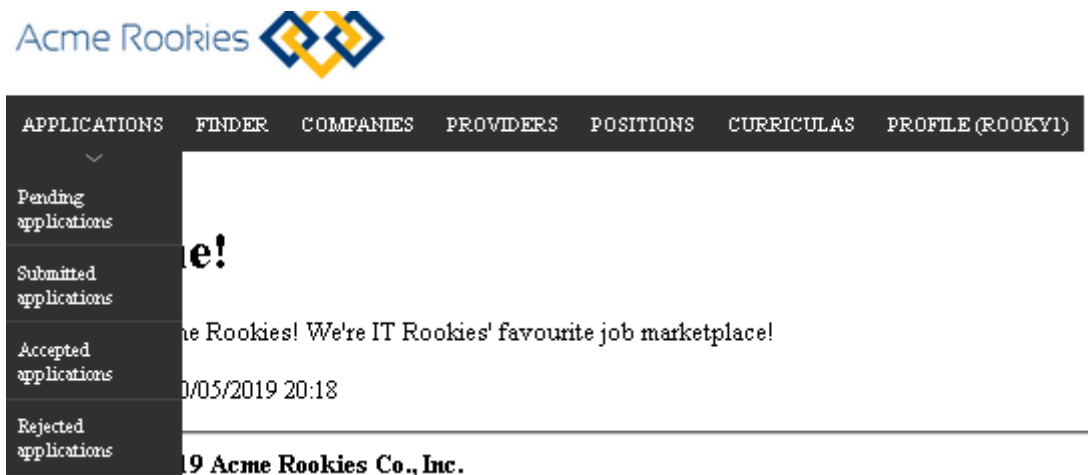 Acme Rookies
APPLICATIONS FINDER COMPANIES PROVIDERS POSITIONS CURRICULAS PROFILE (ROOKY1)
Pending
applications
Submitted
applications
Accepted
applications
Rejected
applications
e!
e Rookies! We're IT Rookies' favourite job marketplace!
0/05/2019 20:18
19 Acme Rookies Co., Inc.